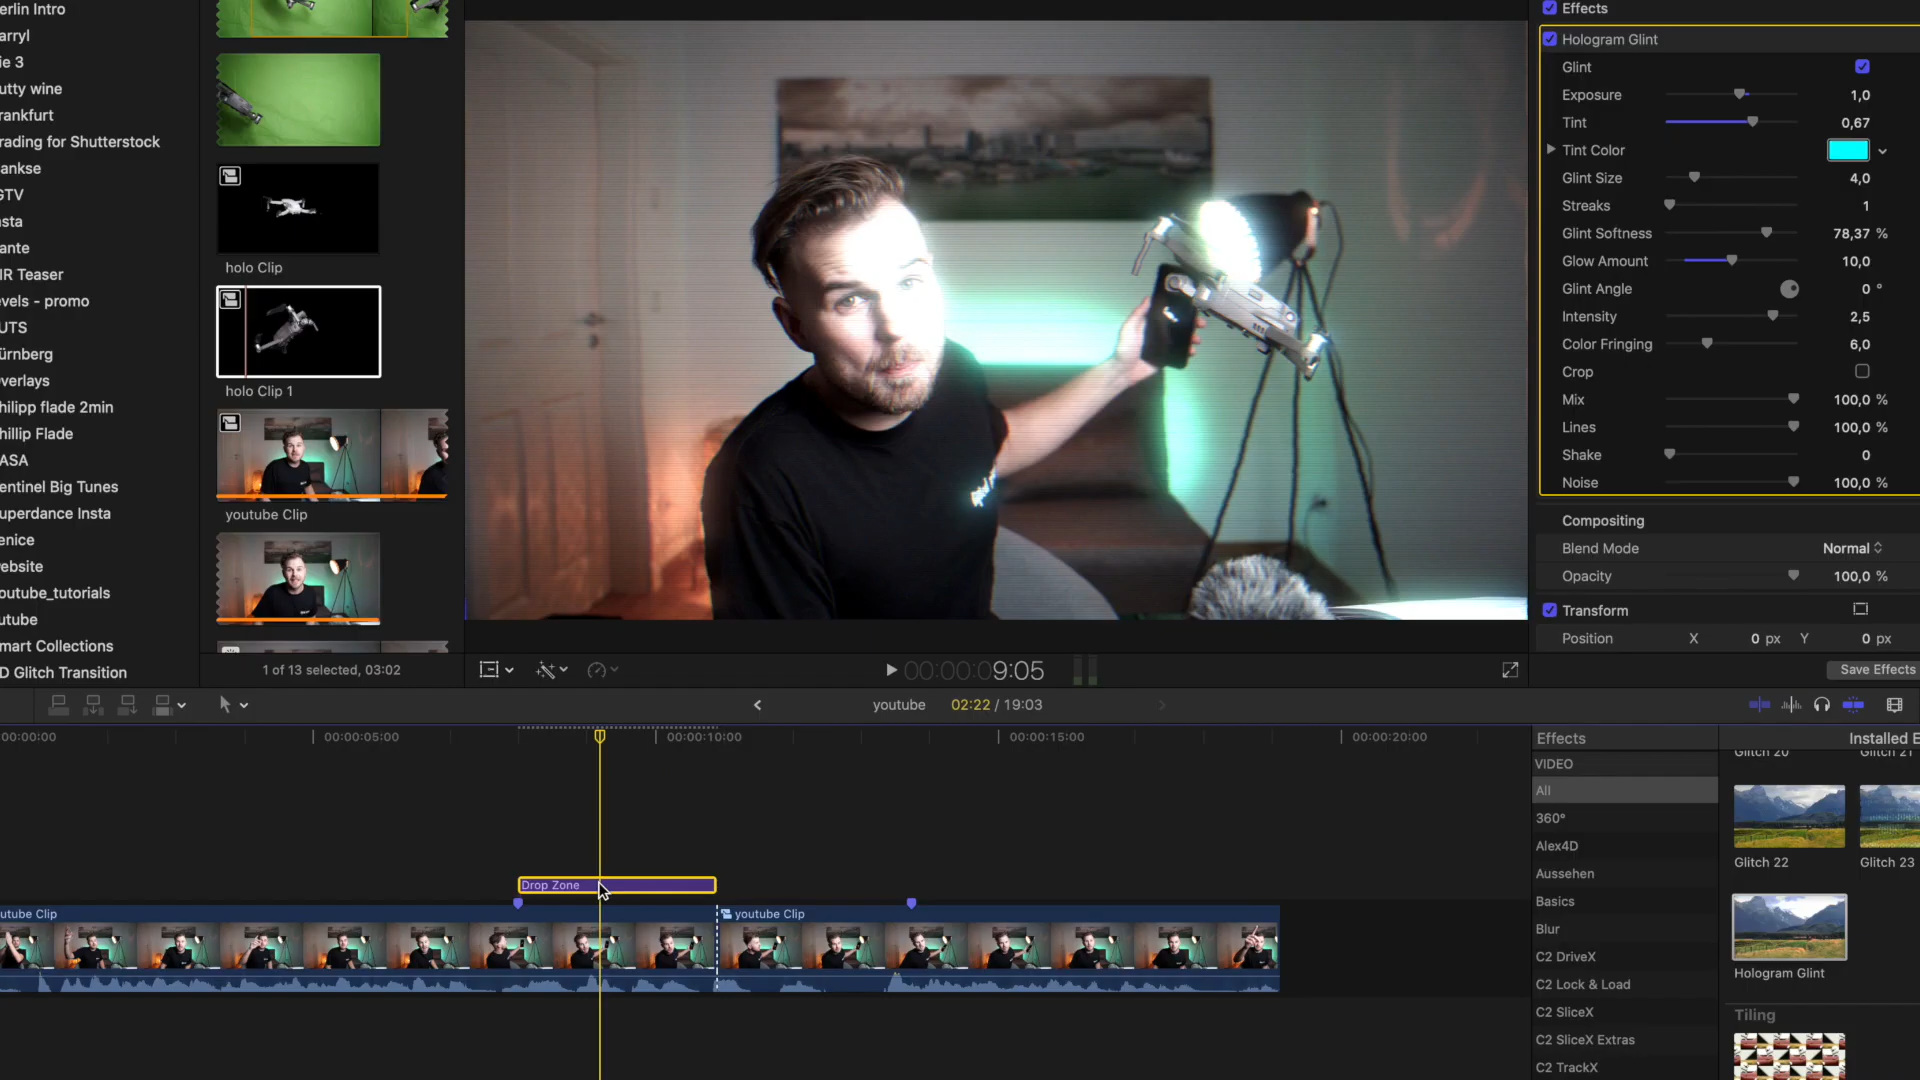 erlin Intro
arryl
ie 3
utty wine
rankfurt
rading for Shutterstock
ankse
GTV
nsta
ante
IR Teaser
evels - promo
UTS
ürnberg
verlays
hilipp flade 2min
hillip Flade
ASA
entinel Big Tunes
uperdance Insta
enice
ebsite
outube_tutorials
utube
mart Collections
D Glitch Transition
holo Clip
holo Clip 1
youtube Clip
1 of 13 selected, 03:02
00:00:09:05
Effects
Hologram Glint
Glint
Exposure 1,0
Tint 0,67
Tint Color
Glint Size 4,0
Streaks 1
Glint Softness 78,37 %
Glow Amount 10,0
Glint Angle 0 °
Intensity 2,5
Color Fringing 6,0
Crop
Mix 100,0 %
Lines 100,0 %
Shake 0
Noise 100,0 %
Compositing
Blend Mode Normal
Opacity 100,0 %
Transform
Position X 0 px Y 0 px
Save Effects
youtube 02:22 / 19:03
00:00:00 00:00:05:00 00:00:10:00 00:00:15:00 00:00:20:00
Drop Zone
utube Clip
youtube Clip
Effects
VIDEO
All
360°
Alex4D
Aussehen
Basics
Blur
C2 DriveX
C2 Lock & Load
C2 SliceX
C2 SliceX Extras
C2 TrackX
Installed E
Glitch 20 Glitch 21
Glitch 22 Glitch 23
Hologram Glint
Tiling